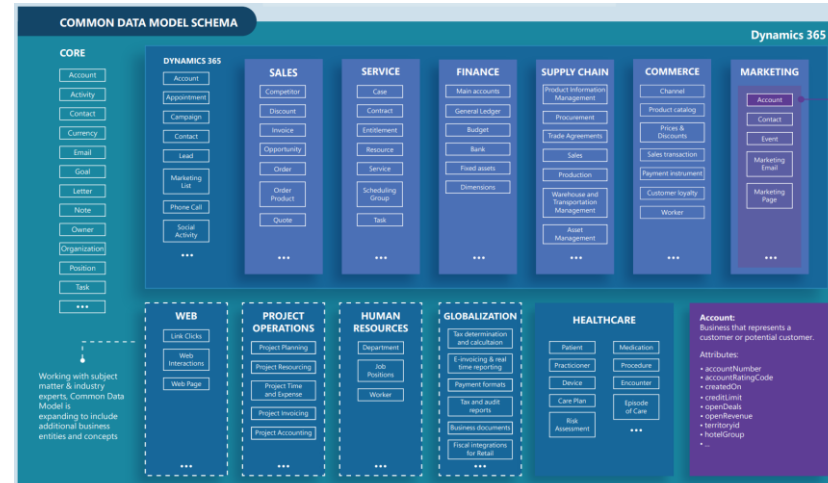 COMMON DATA MODEL SCHEMA
Dynamics 365
CORE
Account
Activity
Contact
Currency
Email
Goal
Letter
Note
Owner
Organization
Position
Task
...
DYNAMICS 365
Account
Appointment
Campaign
Contact
Lead
Marketing
List
Phone Call
Social
Activity
...
SALES
Competitor
Discount
Invoice
Opportunity
Order
Order
Product
Quote
...
SERVICE
Case
Contract
Entitlement
Resource
Service
Scheduling
Group
Task
...
FINANCE
Main accounts
General Ledger
Budget
Bank
Fixed assets
Dimensions
...
SUPPLY CHAIN
Product Information
Management
Procurement
Trade Agreements
Sales
Production
Warehouse and
Transportation
Management
Asset
Management
...
COMMERCE
Channel
Product catalog
Prices &
Discounts
Sales transaction
Payment instrument
Customer loyalty
Worker
...
MARKETING
Account
Contact
Event
Marketing
Email
Marketing
Page
...
Working with subject
matter & industry
experts, Common Data
Model is
expanding to include
additional business
entities and concepts
WEB
Link Clicks
Web
Interactions
Web Page
...
PROJECT
OPERATIONS
Project Planning
Project Resourcing
Project Time
and Expense
Project Invoicing
Project Accounting
...
HUMAN
RESOURCES
Department
Job
Positions
Worker
...
GLOBALIZATION
Tax determination
and calcultaion
E-invoicing & real
time reporting
Payment formats
Tax and audit
reports
Business documents
Fiscal integrations
for Retail
...
HEALTHCARE
Patient
Practitioner
Device
Care Plan
Risk
Assessment
Medication
Procedure
Encounter
Episode
of Care
...
Account:
Business that represents a
customer or potential customer.
Attributes:
• accountNumber
• accountRatingCode
• createdOn
• creditLimit
• openDeals
• openRevenue
• territoryid
• hotelGroup
• ...